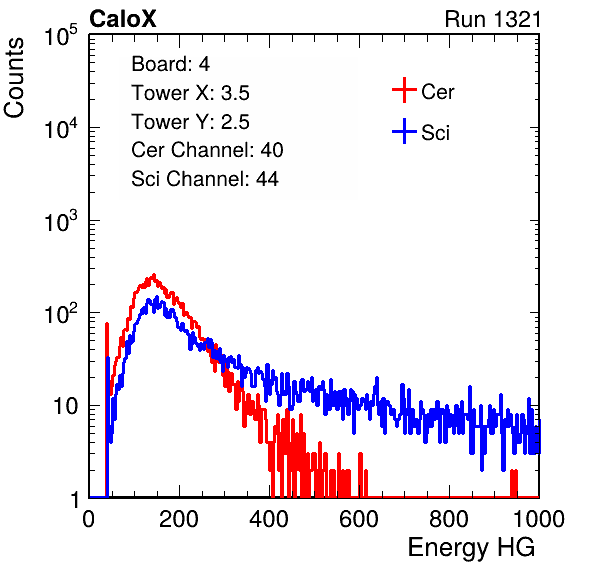 CaloX Run 1321
Counts
Board: 4
Tower X: 3.5
Tower Y: 2.5
Cer Channel: 40
Sci Channel: 44
Cer
Sci
10^5
10^4
10^3
10^2
10
1
0 200 400 600 800 1000
Energy HG